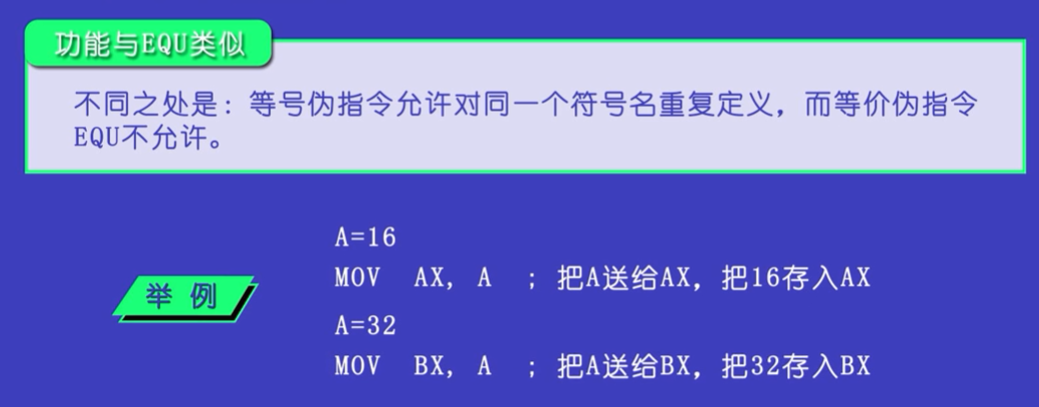 功能与EQU类似
不同之处是：等号伪指令允许对同一个符号名重复定义，而等价伪指令
EQU不允许。
A=16
MOV AX, A ; 把A送给AX，把16存入AX
举 例
A=32
MOV BX, A ; 把A送给BX，把32存入BX